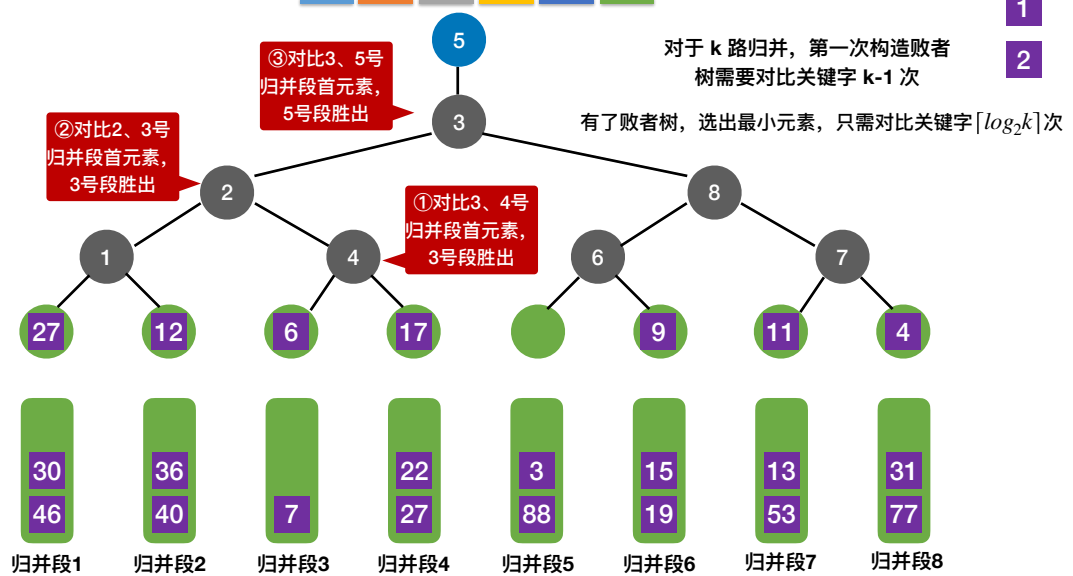 1
5
③对比3、5号
归并段首元素，
5号段胜出
对于 k 路归并，第一次构造败者
树需要对比关键字 k-1 次
2
②对比2、3号
归并段首元素，
3号段胜出
3
有了败者树，选出最小元素，只需对比关键字⌈log₂k⌉次
2
8
①对比3、4号
归并段首元素，
3号段胜出
1
4
6
7
27
12
6
17
9
11
4
30
36
22
3
15
13
31
46
40
7
27
88
19
53
77
归并段1
归并段2
归并段3
归并段4
归并段5
归并段6
归并段7
归并段8